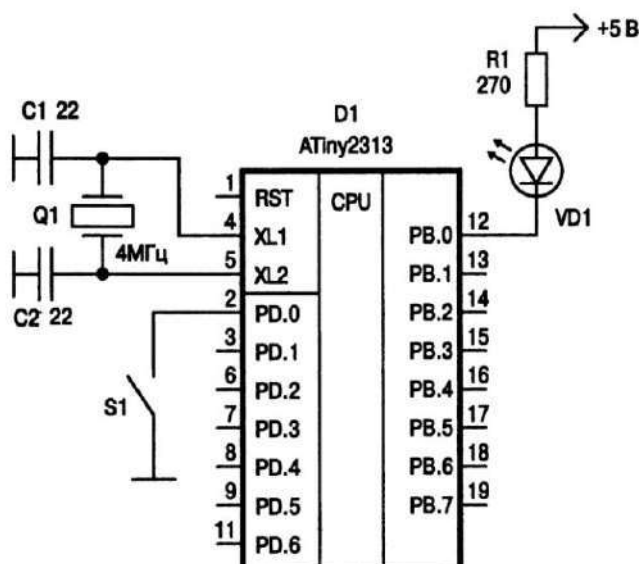 +5 В
R1
270
C1 22
D1
ATiny2313
1 RST CPU
Q1
4 XL1 PB.0 12 VD1
4МГц
5 XL2 PB.1 13
C2 22
2 PD.0 PB.2 14
3 PD.1 PB.3 15
6 PD.2 PB.4 16
S1
7 PD.3 PB.5 17
8 PD.4 PB.6 18
9 PD.5 PB.7 19
11 PD.6